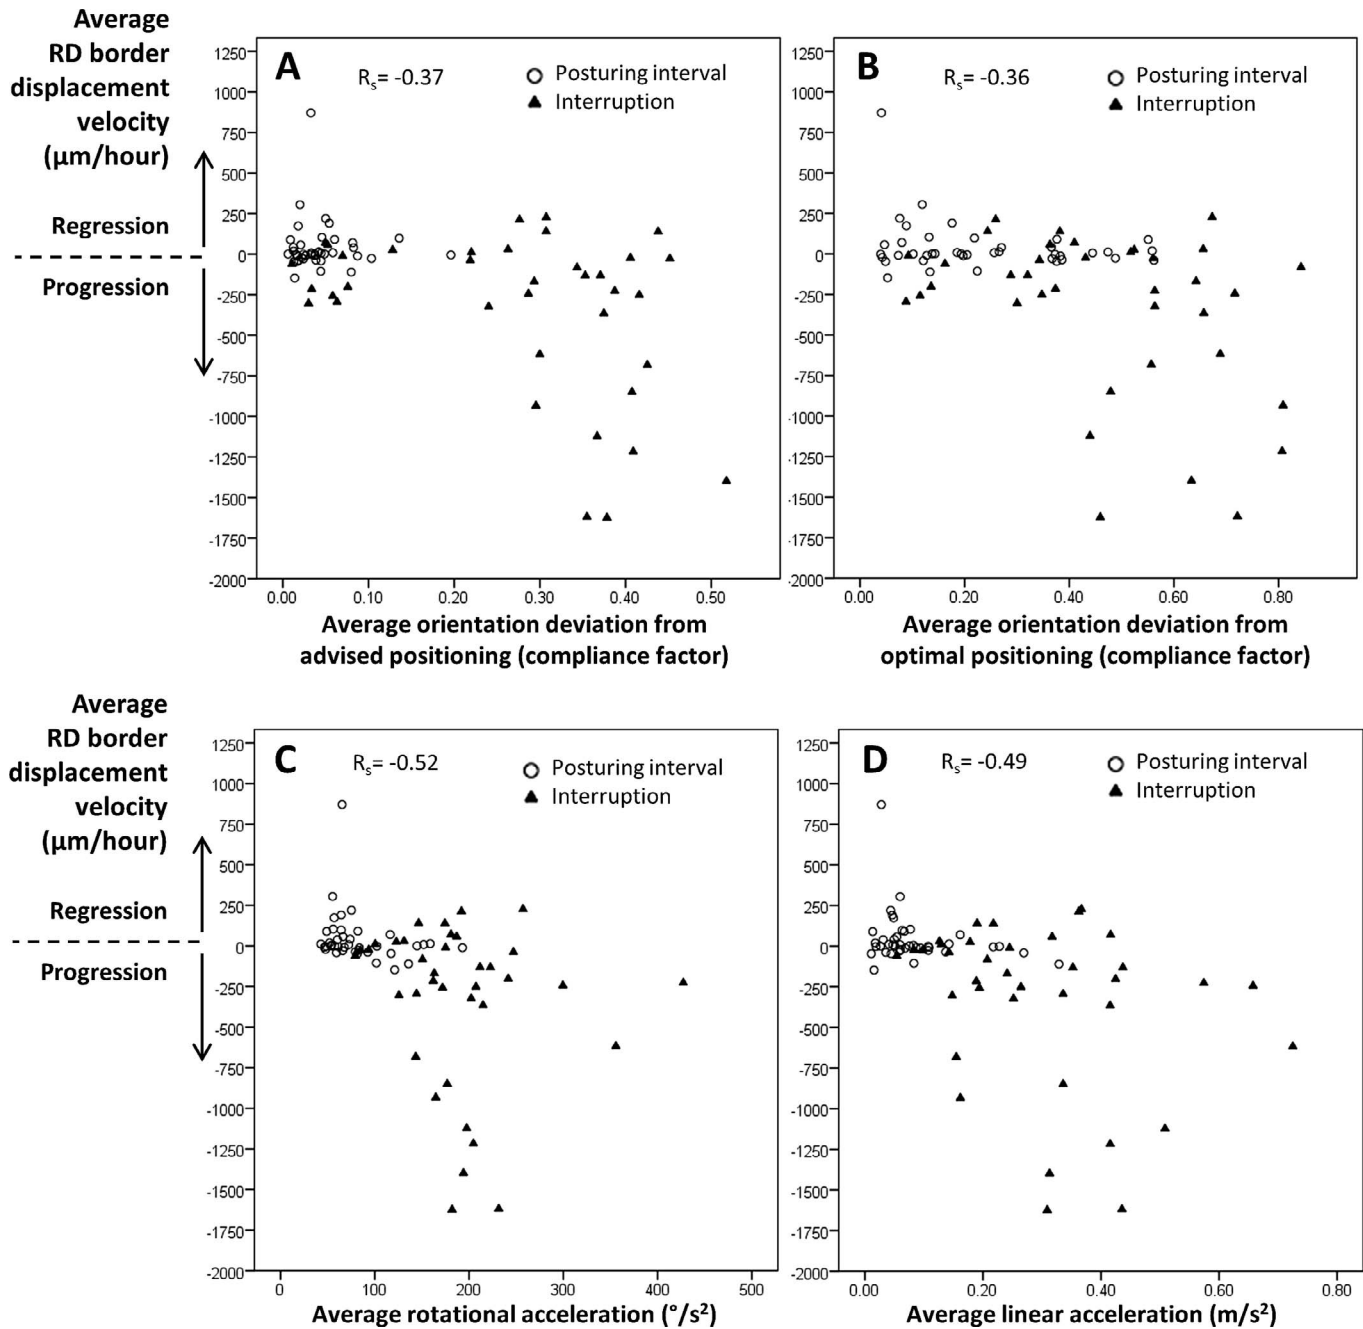 Average
RD border
displacement
velocity
(µm/hour)
Regression
Progression
A
Rs= -0.37
Posturing interval
Interruption
1250
1000
750
500
250
0
-250
-500
-750
-1000
-1250
-1500
-1750
-2000
0.00 0.10 0.20 0.30 0.40 0.50
Average orientation deviation from
advised positioning (compliance factor)
B
Rs= -0.36
Posturing interval
Interruption
1250
1000
750
500
250
0
-250
-500
-750
-1000
-1250
-1500
-1750
-2000
0.00 0.20 0.40 0.60 0.80
Average orientation deviation from
optimal positioning (compliance factor)
Average
RD border
displacement
velocity
(µm/hour)
Regression
Progression
C
Rs= -0.52
Posturing interval
Interruption
1250
1000
750
500
250
0
-250
-500
-750
-1000
-1250
-1500
-1750
-2000
0 100 200 300 400 500
Average rotational acceleration (°/s²)
D
Rs= -0.49
Posturing interval
Interruption
1250
1000
750
500
250
0
-250
-500
-750
-1000
-1250
-1500
-1750
-2000
0.00 0.20 0.40 0.60 0.80
Average linear acceleration (m/s²)